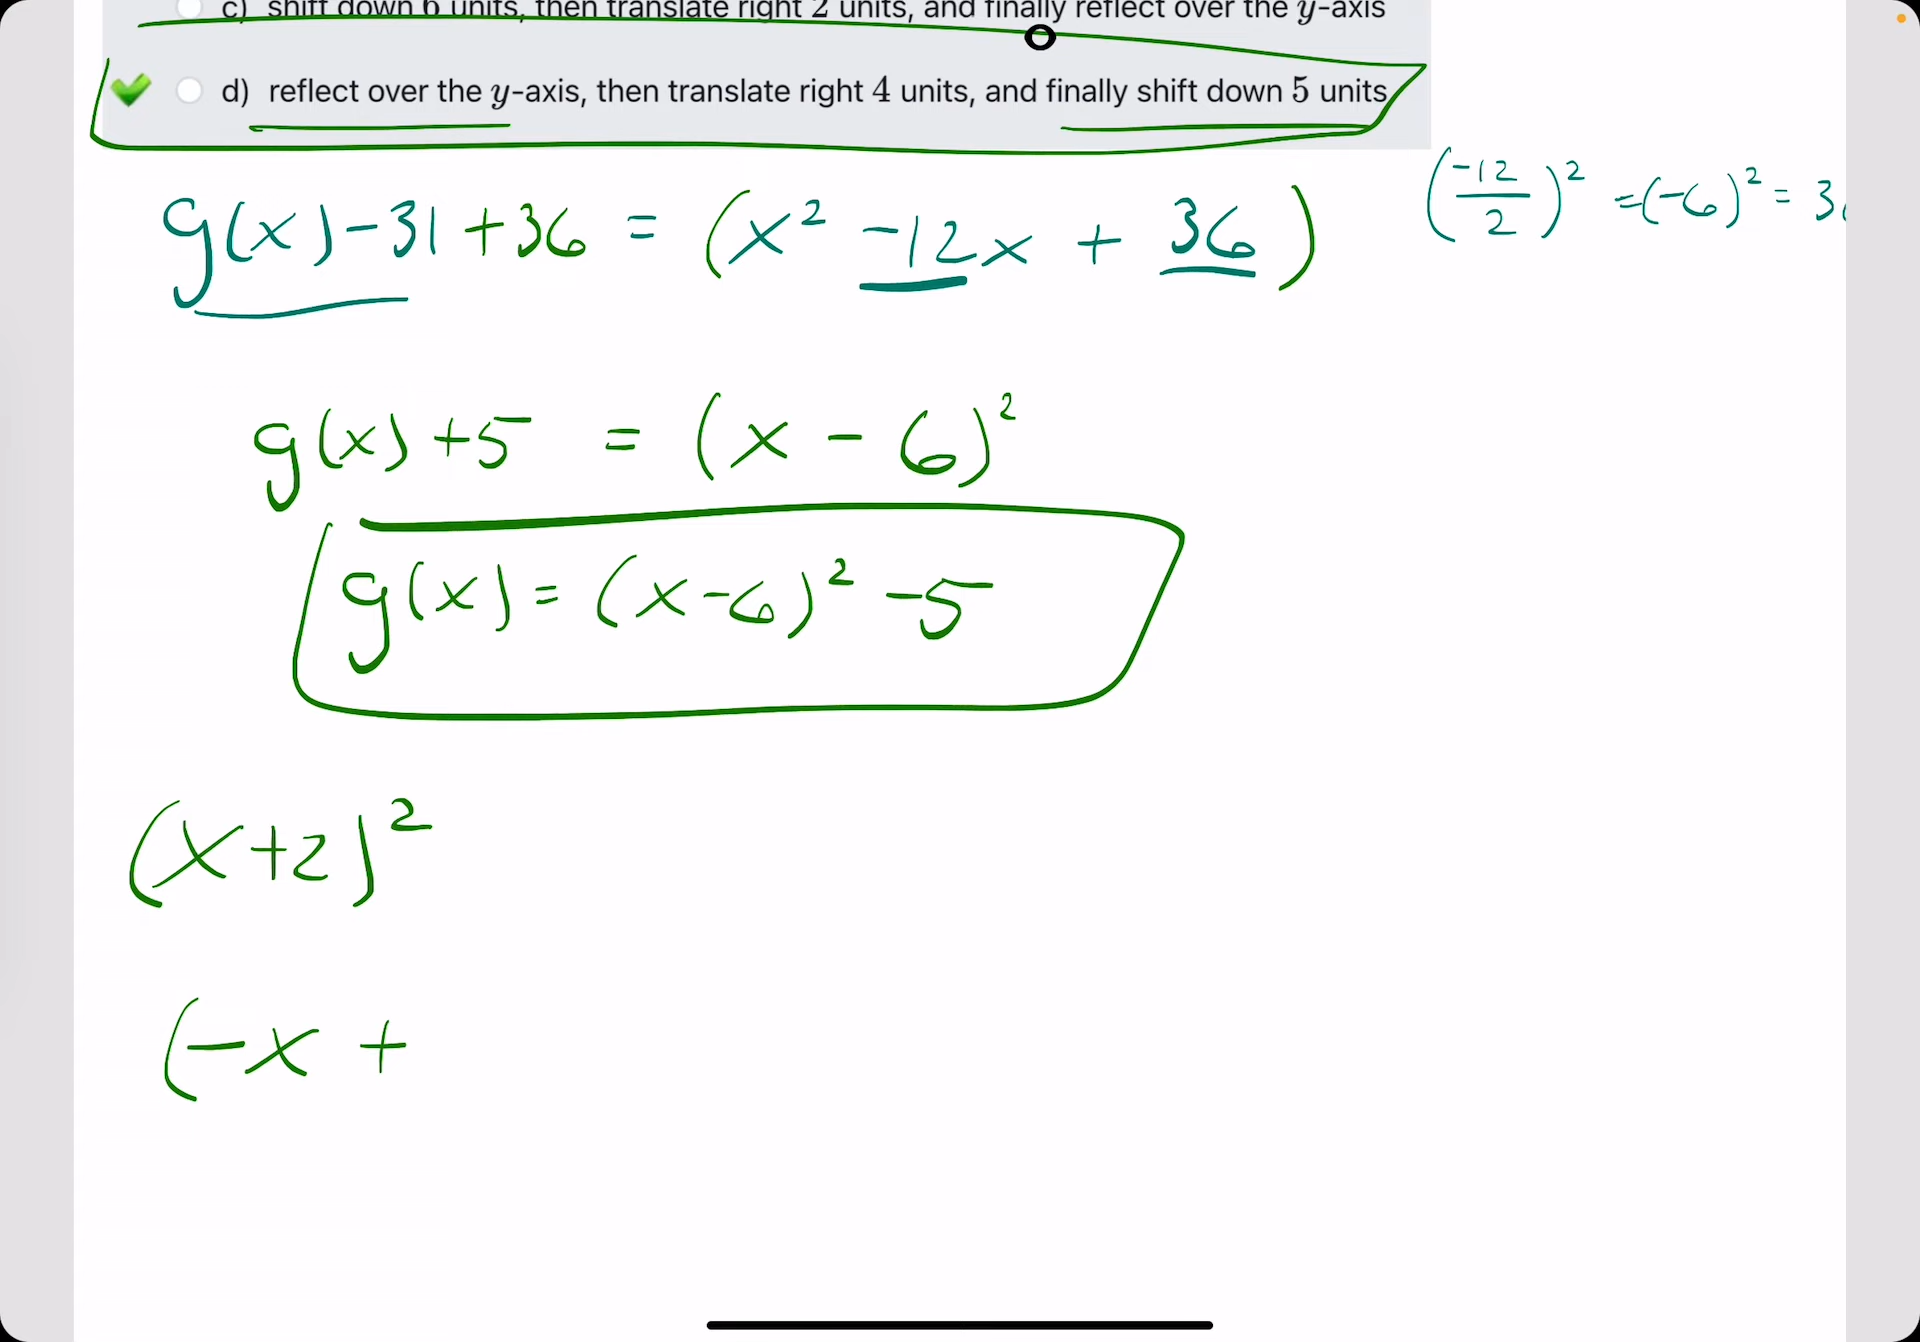 c) shift down 6 units, then translate right 2 units, and finally reflect over the y-axis
d) reflect over the y-axis, then translate right 4 units, and finally shift down 5 units
g(x)-31+36 = (x² -12x + 36)
(-12/2)² =(-6)² = 3
g(x)+5 = (x - 6)²
g(x)= (x-6)² -5
(x+2)²
(-x +